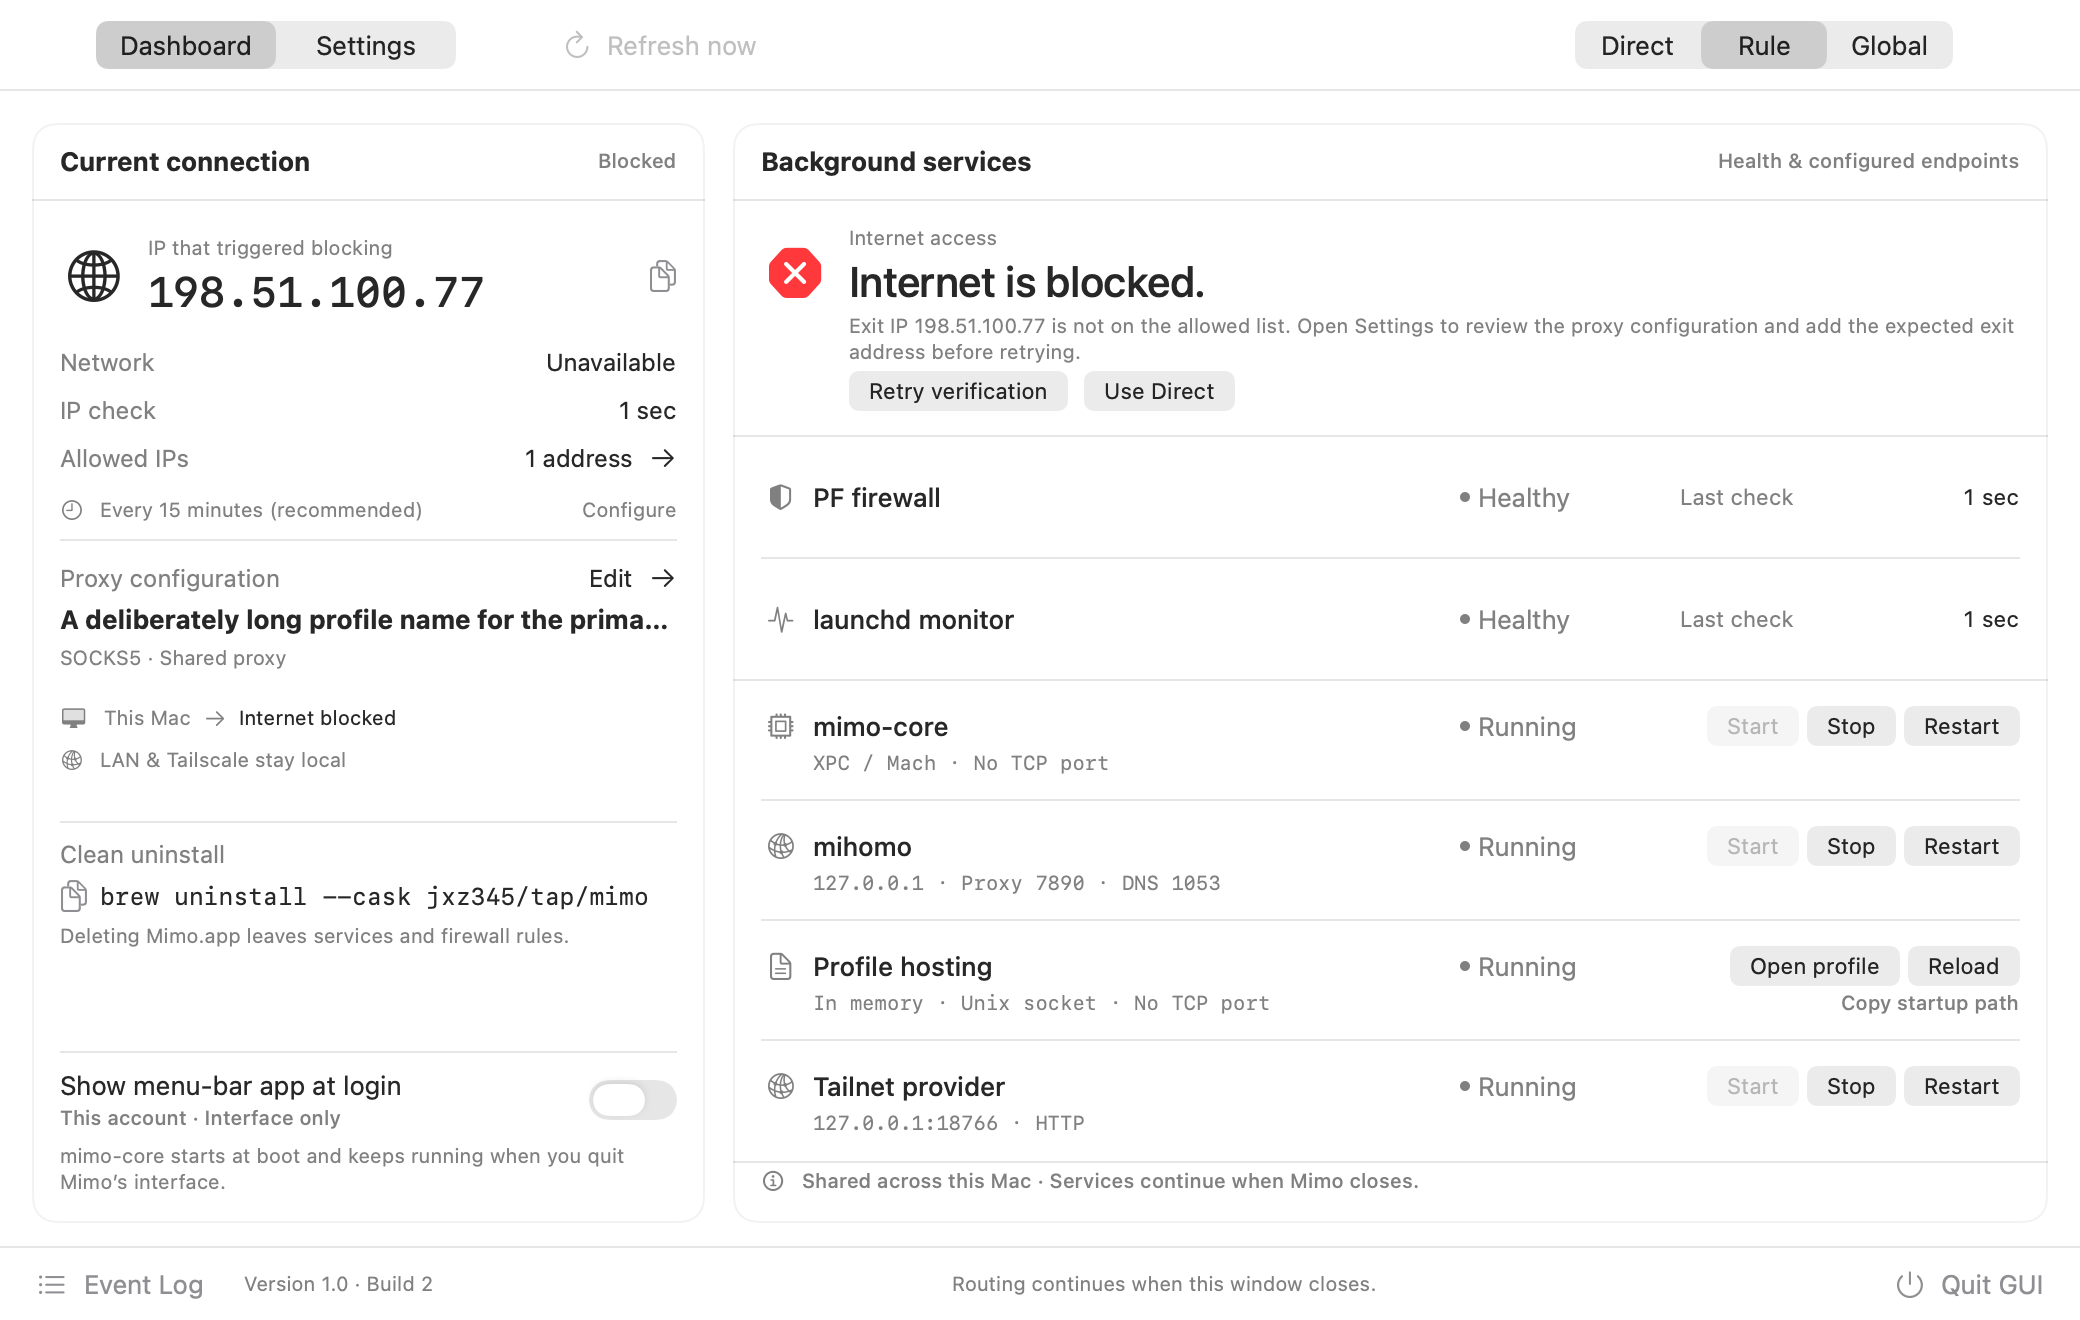 Dashboard Settings Refresh now Direct Rule Global
Current connection Blocked
IP that triggered blocking
198.51.100.77
Network Unavailable
IP check 1 sec
Allowed IPs 1 address →
Every 15 minutes (recommended) Configure
Proxy configuration Edit →
A deliberately long profile name for the prima...
SOCKS5 · Shared proxy
This Mac → Internet blocked
LAN & Tailscale stay local
Clean uninstall
brew uninstall --cask jxz345/tap/mimo
Deleting Mimo.app leaves services and firewall rules.
Show menu-bar app at login
This account · Interface only
mimo-core starts at boot and keeps running when you quit
Mimo’s interface.
Background services Health & configured endpoints
Internet access
Internet is blocked.
Exit IP 198.51.100.77 is not on the allowed list. Open Settings to review the proxy configuration and add the expected exit
address before retrying.
Retry verification Use Direct
PF firewall Healthy Last check 1 sec
launchd monitor Healthy Last check 1 sec
mimo-core Running Start Stop Restart
XPC / Mach · No TCP port
mihomo Running Start Stop Restart
127.0.0.1 · Proxy 7890 · DNS 1053
Profile hosting Running Open profile Reload
In memory · Unix socket · No TCP port Copy startup path
Tailnet provider Running Start Stop Restart
127.0.0.1:18766 · HTTP
Shared across this Mac · Services continue when Mimo closes.
Event Log Version 1.0 · Build 2 Routing continues when this window closes. Quit GUI